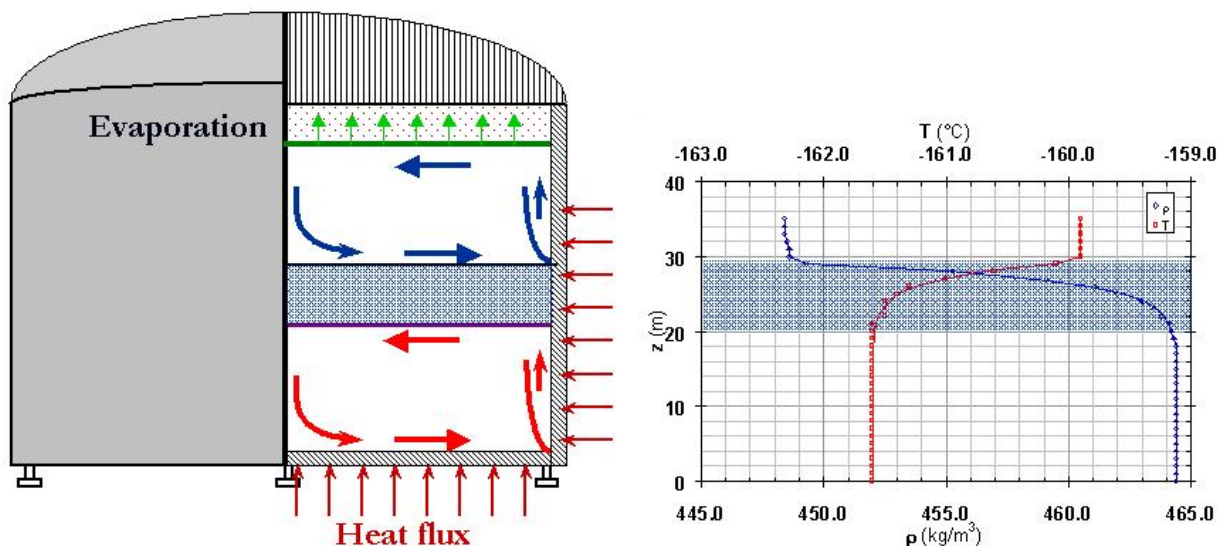 Evaporation
Heat flux
T (°C)
-163.0 -162.0 -161.0 -160.0 -159.0
40
30
20
10
0
z (m)
ρ
T
445.0 450.0 455.0 460.0 465.0
ρ (kg/m³)